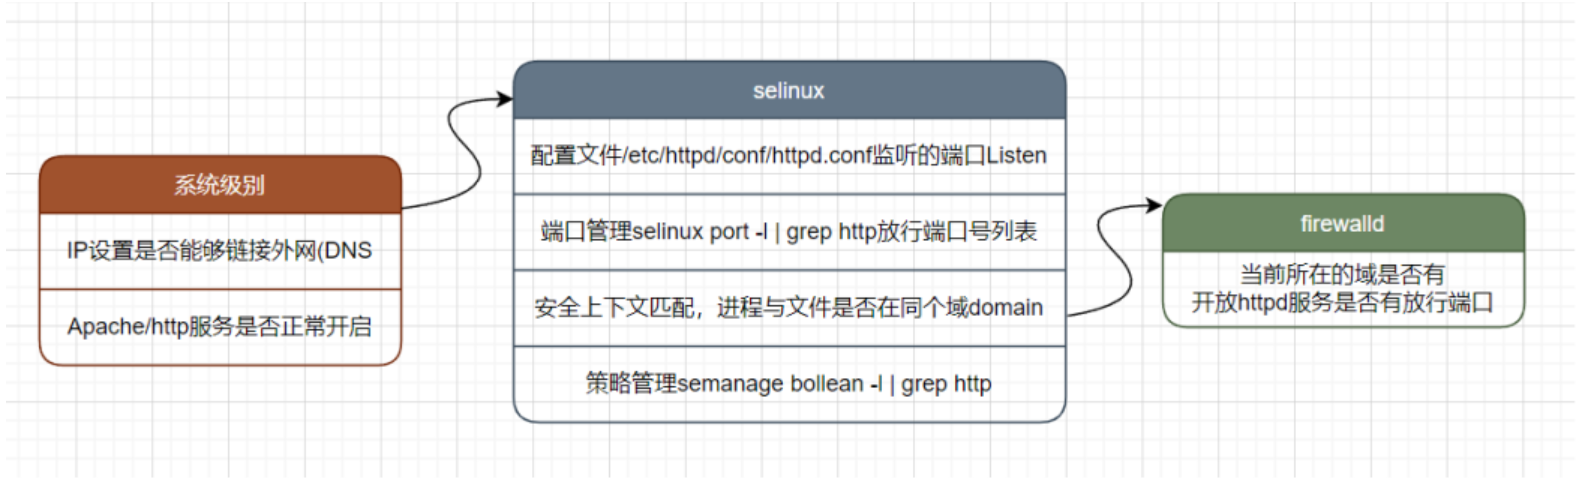 系统级别
IP设置是否能够链接外网(DNS
Apache/http服务是否正常开启
selinux
配置文件/etc/httpd/conf/httpd.conf监听的端口Listen
端口管理selinux port -l | grep http放行端口号列表
安全上下文匹配，进程与文件是否在同个域domain
策略管理semanage bollean -l | grep http
firewalld
当前所在的域是否有
开放httpd服务是否有放行端口